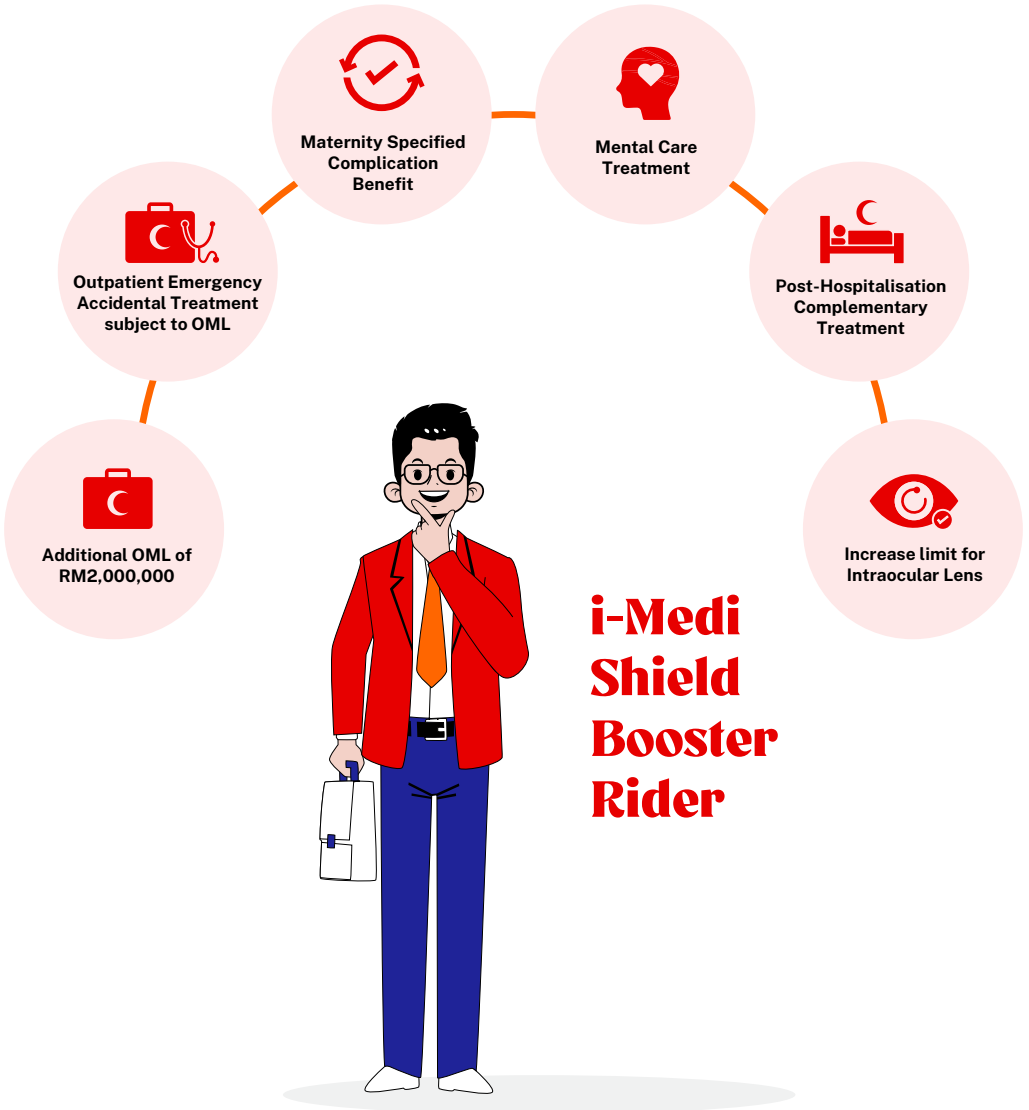 Maternity Specified
Complication
Benefit
Mental Care
Treatment
Outpatient Emergency
Accidental Treatment
subject to OML
Post-Hospitalisation
Complementary
Treatment
Additional OML of
RM2,000,000
Increase limit for
Intraocular Lens
i-Medi
Shield
Booster
Rider